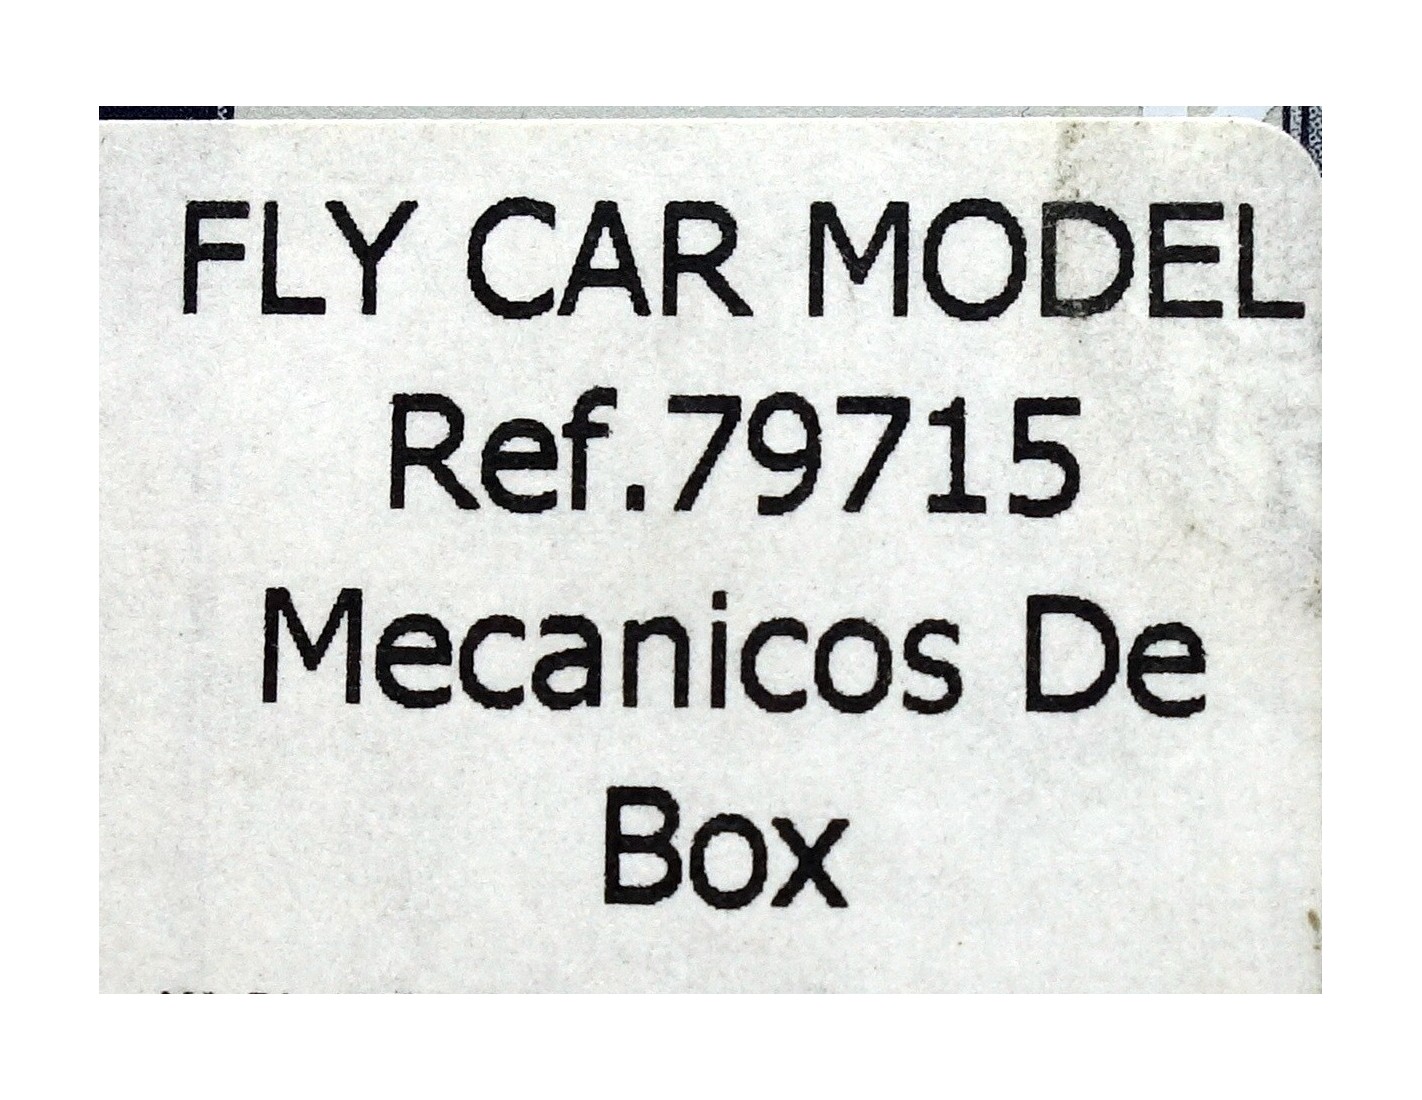 FLY CAR MODEL
Ref.79715
Mecanicos De
Box